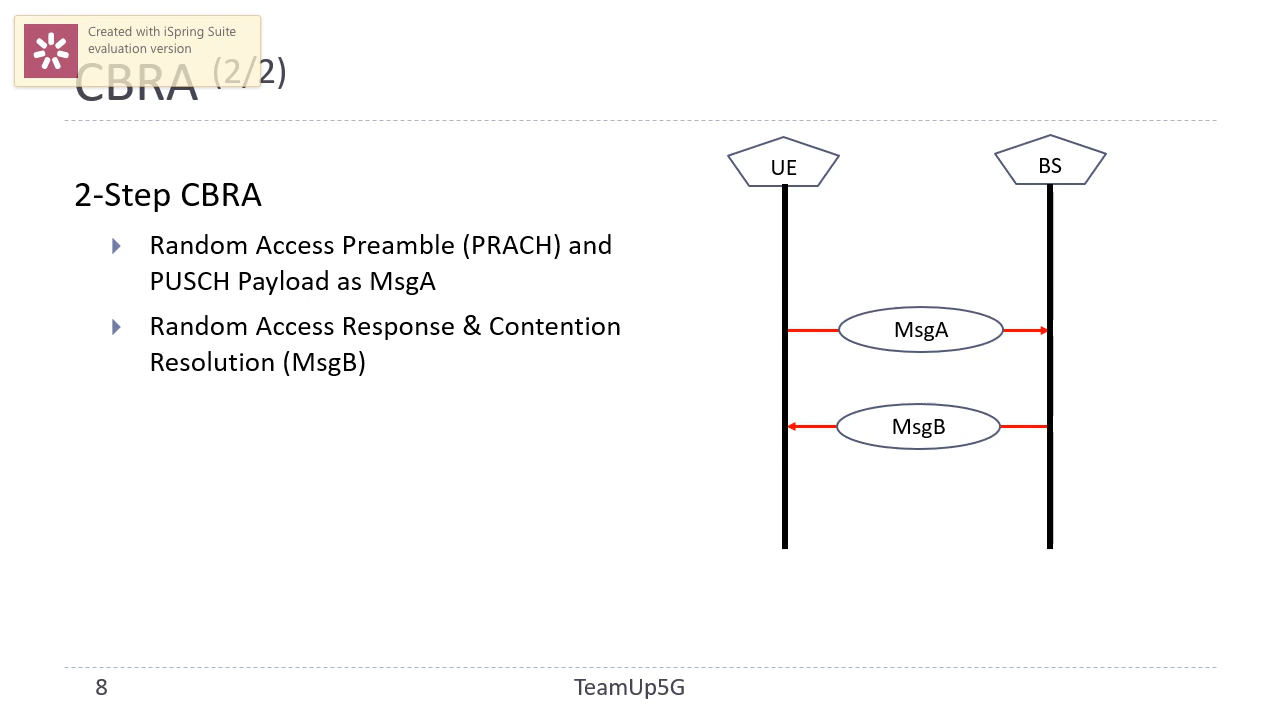 Created with iSpring Suite
evaluation version
CBRA (2/2)
2-Step CBRA
Random Access Preamble (PRACH) and
PUSCH Payload as MsgA
Random Access Response & Contention
Resolution (MsgB)
UE
BS
MsgA
MsgB
8
TeamUp5G